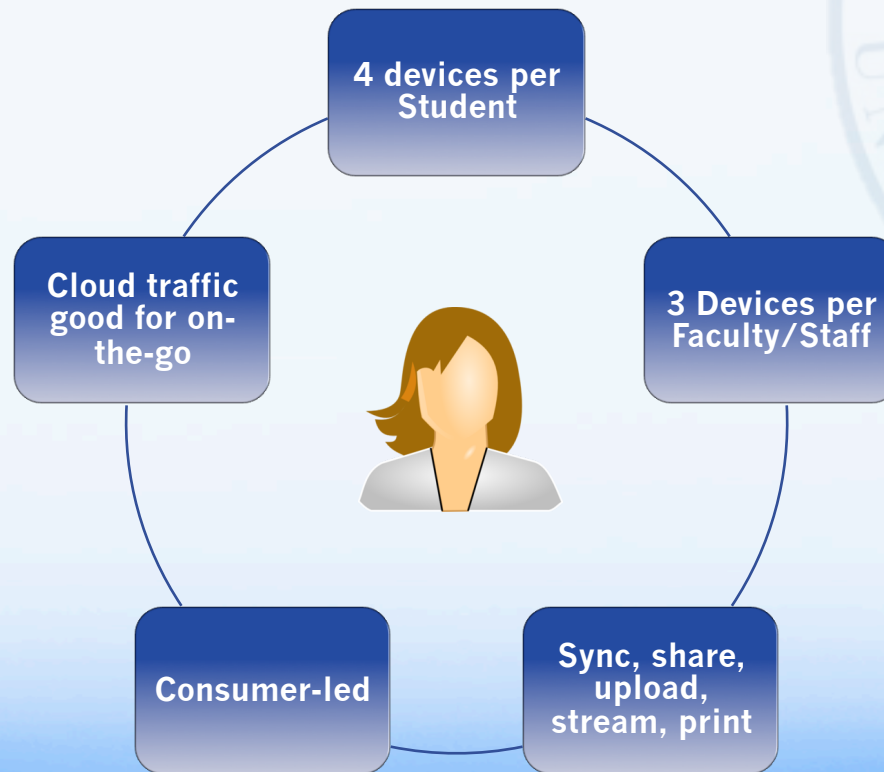 4 devices per
Student
3 Devices per
Faculty/Staff
Sync, share,
upload,
stream, print
Consumer-led
Cloud traffic
good for on-
the-go